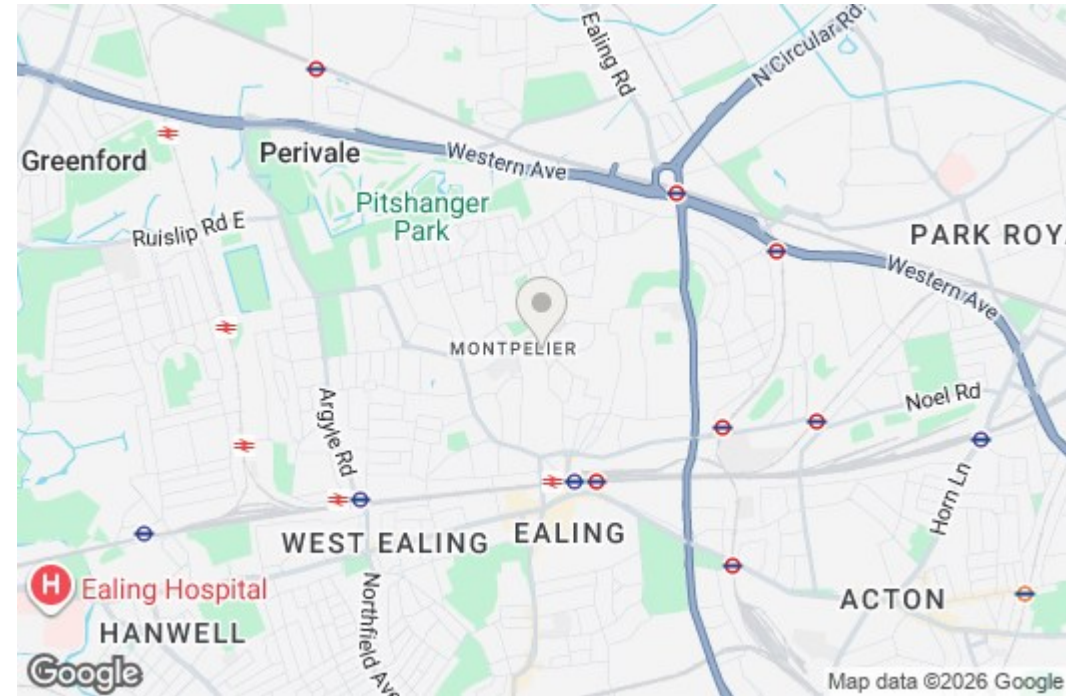 Ealing Rd
N Circular Rd.
Greenford
Perivale
Western Ave
Pitshanger
Park
Ruislip Rd E
PARK ROYA
Western Ave
MONTPELIER
Argyle Rd
Noel Rd
Horn Ln
WEST EALING
EALING
H
Ealing Hospital
ACTON
Northfield Ave
HANWELL
Google
Map data ©2026 Google